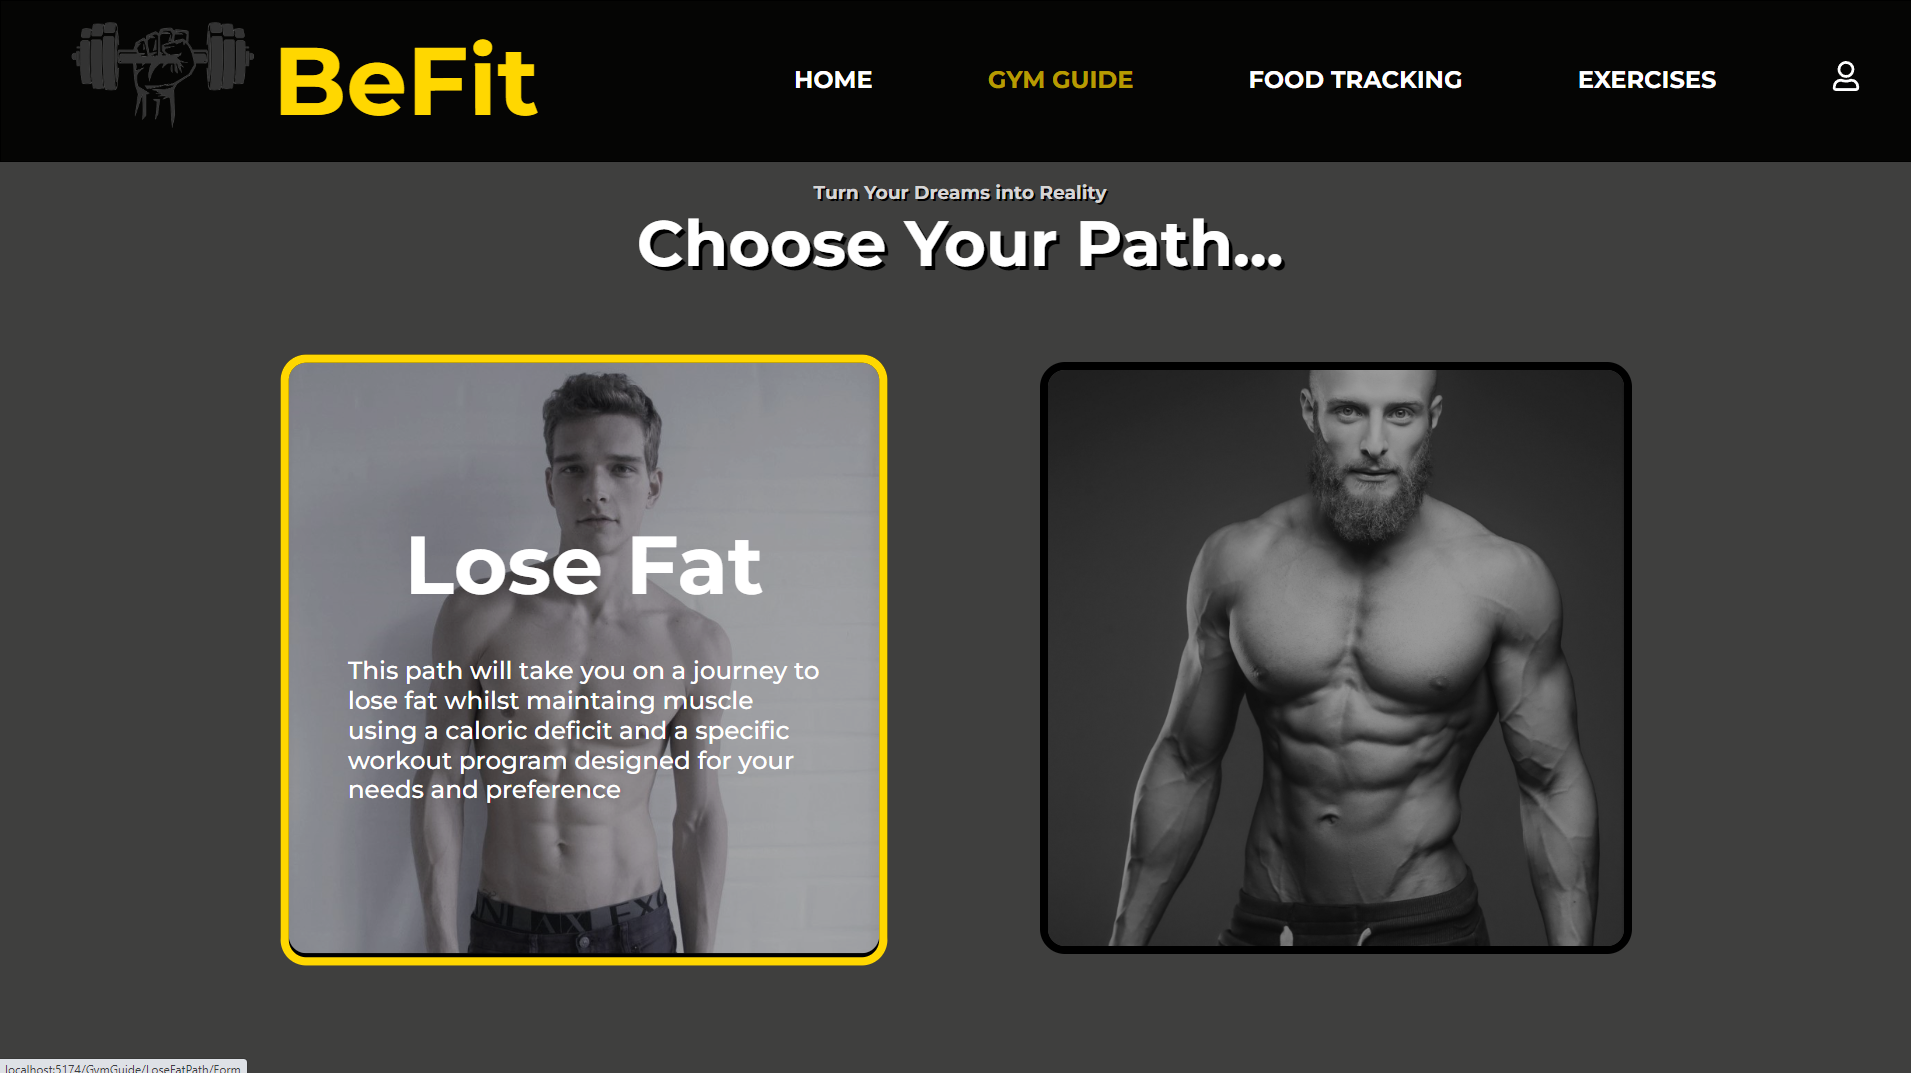 BeFit
HOME GYM GUIDE FOOD TRACKING EXERCISES
Turn Your Dreams into Reality
Choose Your Path...
Lose Fat
This path will take you on a journey to
lose fat whilst maintaing muscle
using a caloric deficit and a specific
workout program designed for your
needs and preference
localhost:5174/GymGuide/LoseFatPath/Form